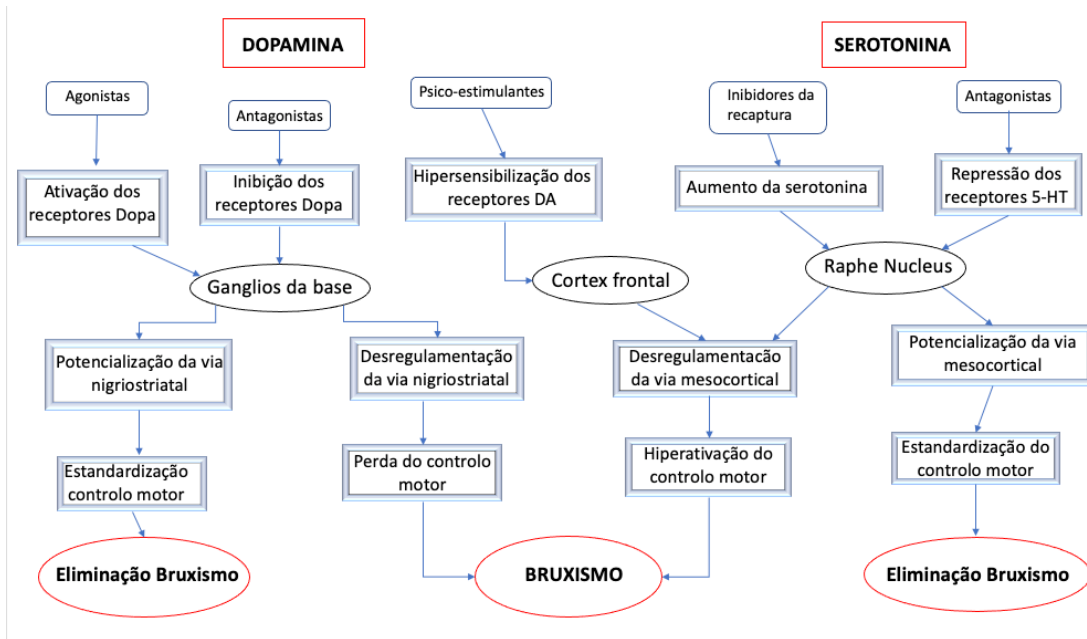 DOPAMINA
SEROTONINA
Agonistas
Antagonistas
Psico-estimulantes
Inibidores da
recaptura
Antagonistas
Ativação dos
receptores Dopa
Inibição dos
receptores Dopa
Hipersensibilização dos
receptores DA
Aumento da serotonina
Repressão dos
receptores 5-HT
Ganglios da base
Cortex frontal
Raphe Nucleus
Potencialização da via
nigriostriatal
Desregulamentação
da via nigriostriatal
Desregulamentacão
da via mesocortical
Potencialização da via
mesocortical
Estandardização
controlo motor
Perda do controlo
motor
Hiperativação do
controlo motor
Estandardização do
controlo motor
Eliminação Bruxismo
BRUXISMO
Eliminação Bruxismo